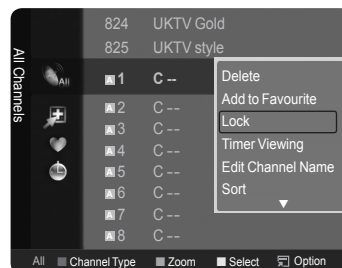 All Channels
824 UKTV Gold
825 UKTV style
All
A 1 C --
A 2 C --
A 3 C --
A 4 C --
A 5 C --
A 6 C --
A 7 C --
A 8 C --
Delete
Add to Favourite
Lock
Timer Viewing
Edit Channel Name
Sort
All Channel Type Zoom Select Option